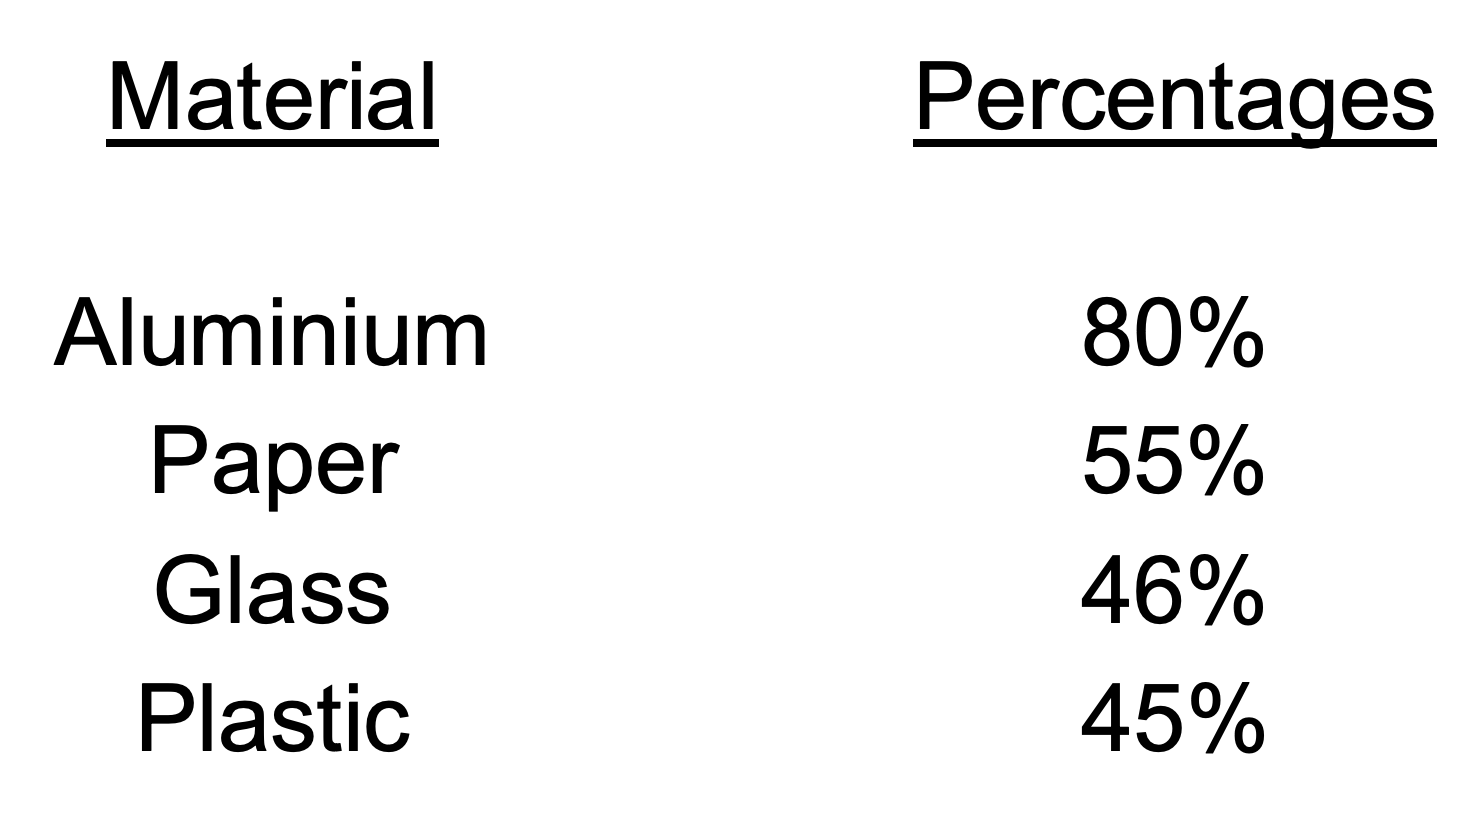 Material Percentages
Aluminium 80%
Paper 55%
Glass 46%
Plastic 45%